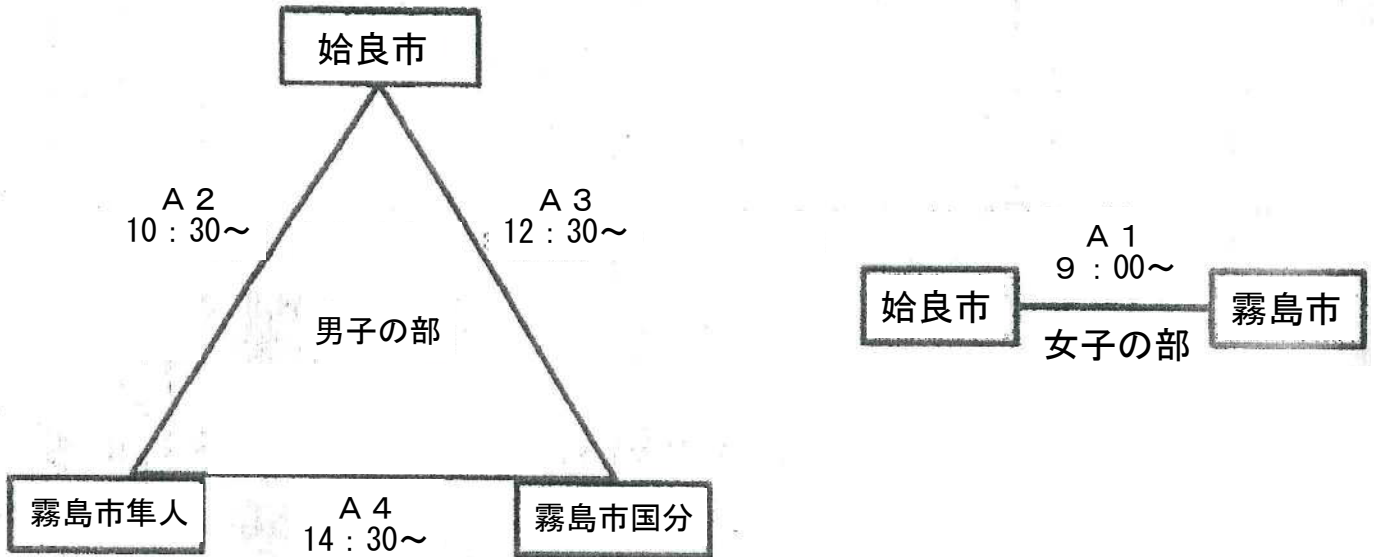 姶良市
A2
10:30～
A3
12:30～
男子の部
霧島市隼人
A4
14:30～
霧島市国分
A1
9:00～
姶良市
霧島市
女子の部